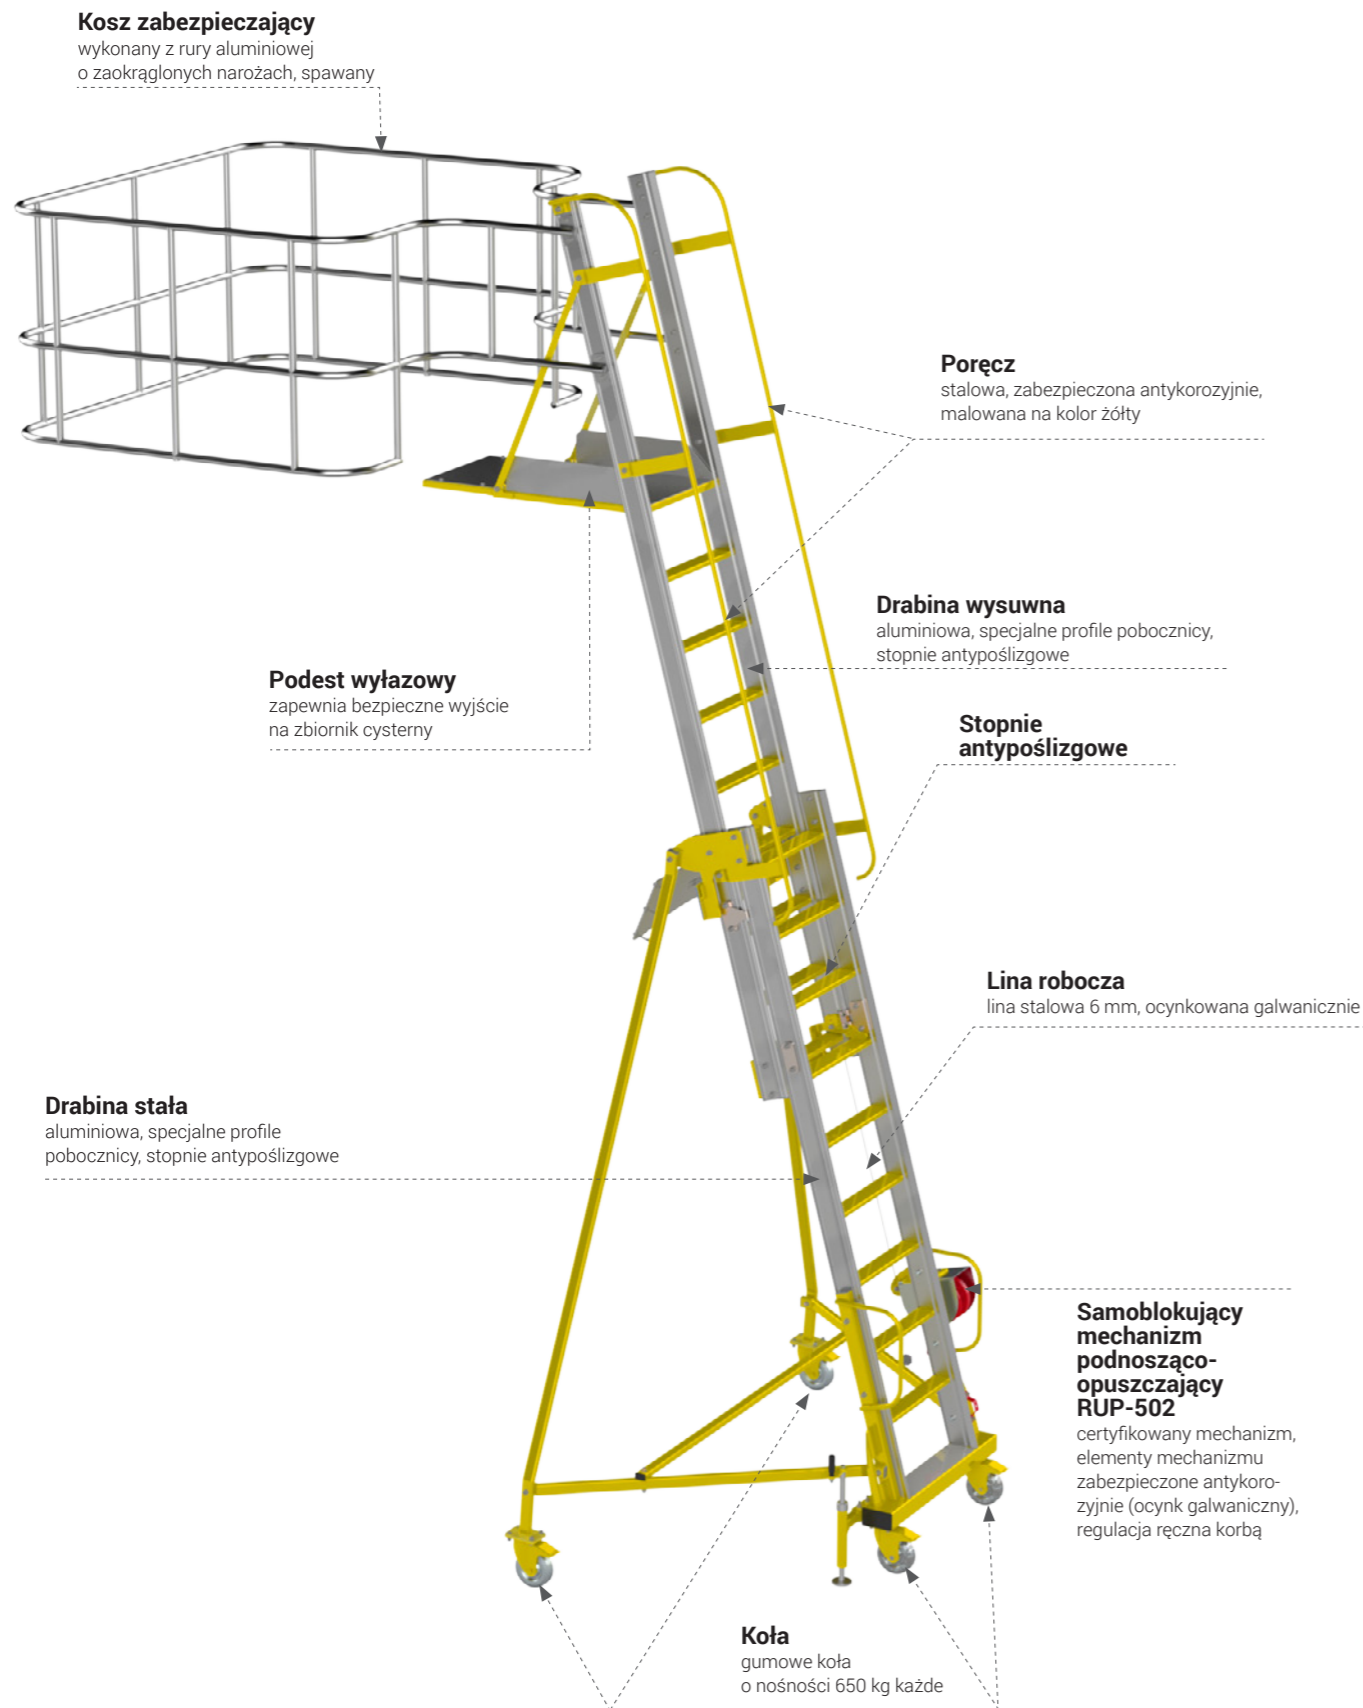 Kosz zabezpieczający
wykonany z rury aluminiowej
o zaokrąglonych narożach, spawany
Poręcz
stalowa, zabezpieczona antykorozyjnie,
malowana na kolor żółty
Drabina wysuwna
aluminiowa, specjalne profile pobocznicy,
stopnie antypoślizgowe
Podest wyłazowy
zapewnia bezpieczne wyjście
na zbiornik cysterny
Stopnie
antypoślizgowe
Lina robocza
lina stalowa 6 mm, ocynkowana galwanicznie
Drabina stała
aluminiowa, specjalne profile
pobocznicy, stopnie antypoślizgowe
Samoblokujący
mechanizm
podnosząco-
opuszczający
RUP-502
certyfikowany mechanizm,
elementy mechanizmu
zabezpieczone antykoro-
zyjnie (ocynk galwaniczny),
regulacja ręczna korbą
Koła
gumowe koła
o nośności 650 kg każde